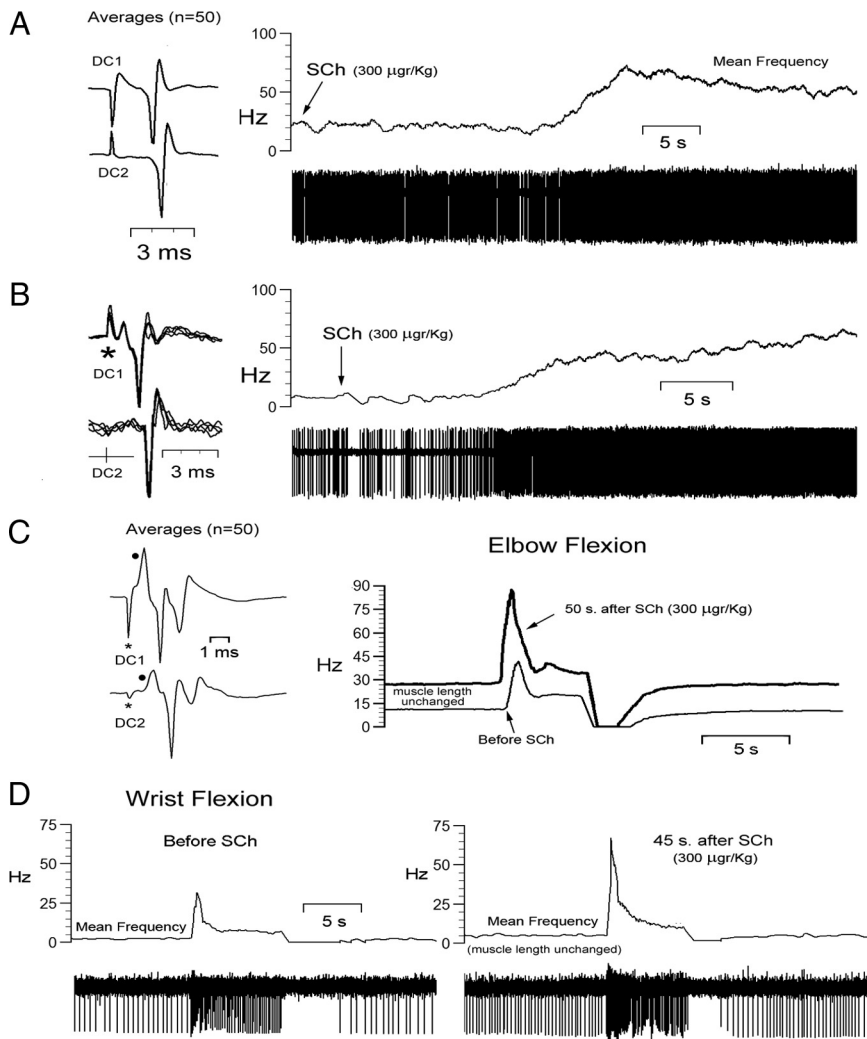 A
Averages (n=50)
DC1
DC2
3 ms
100
50
0
Hz
SCh (300 µgr/Kg)
Mean Frequency
5 s
B
*
DC1
DC2
3 ms
100
50
0
Hz
SCh (300 µgr/Kg)
5 s
C
Averages (n=50)
*
DC1
1 ms
*
DC2
Elbow Flexion
90
75
60
45
30
15
0
Hz
50 s. after SCh (300 µgr/Kg)
muscle length
unchanged
Before SCh
5 s
D
Wrist Flexion
75
50
25
0
Hz
Before SCh
Mean Frequency
5 s
75
50
25
0
Hz
45 s. after SCh
(300 µgr/Kg)
Mean Frequency
(muscle length unchanged)